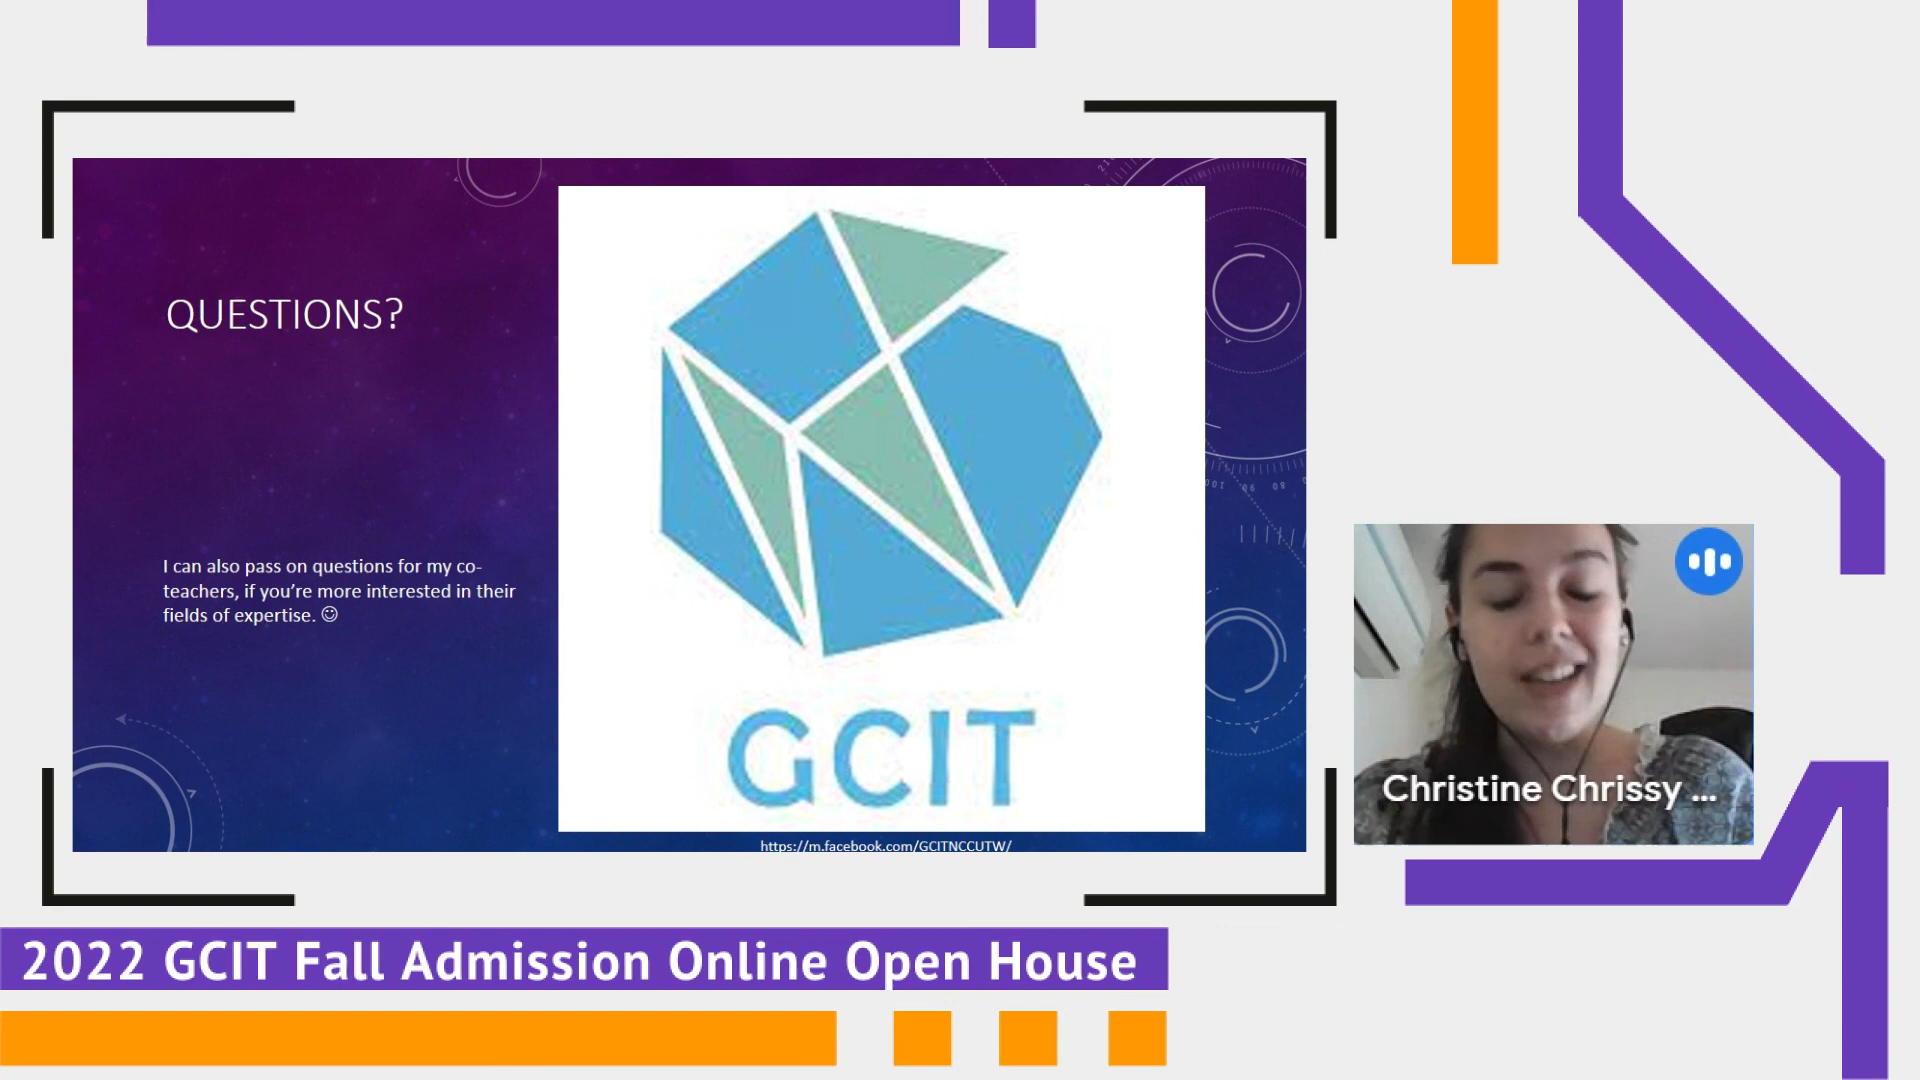 QUESTIONS?
I can also pass on questions for my co-
teachers, if you’re more interested in their
fields of expertise. ☺
GCIT
https://m.facebook.com/GCITNCCUTW/
Christine Chrissy ...
2022 GCIT Fall Admission Online Open House